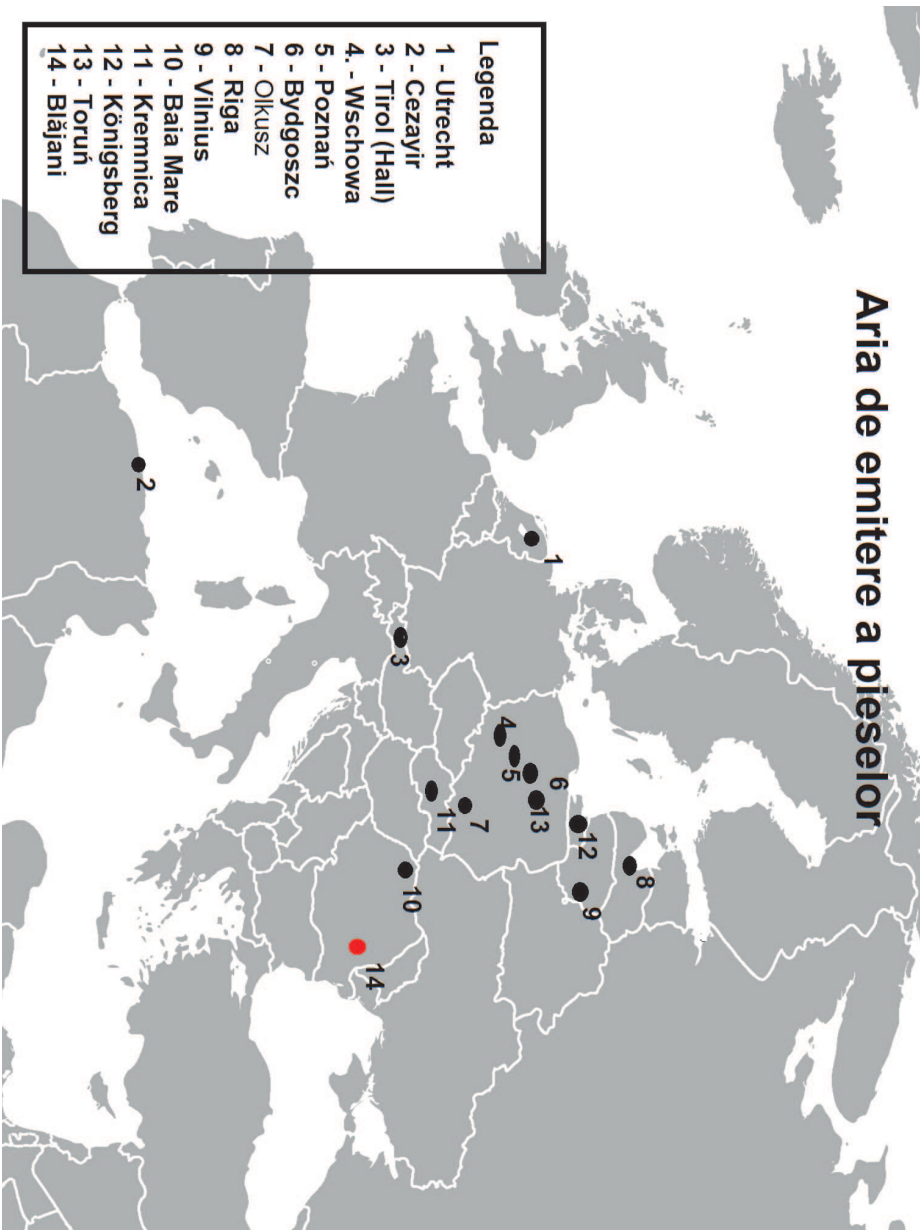 Aria de emitere a pieselor
Legenda
1 - Utrecht
2 - Cezayir
3 - Tirol (Hall)
4. - Wschowa
5 - Poznań
6 - Bydgoszc
7 - Olkusz
8 - Riga
9 - Vilnius
10 - Baia Mare
11 - Kremnica
12 - Königsberg
13 - Toruń
14 - Blăjani
1
2
3
4
5
6
13
12
8
9
7
11
10
14